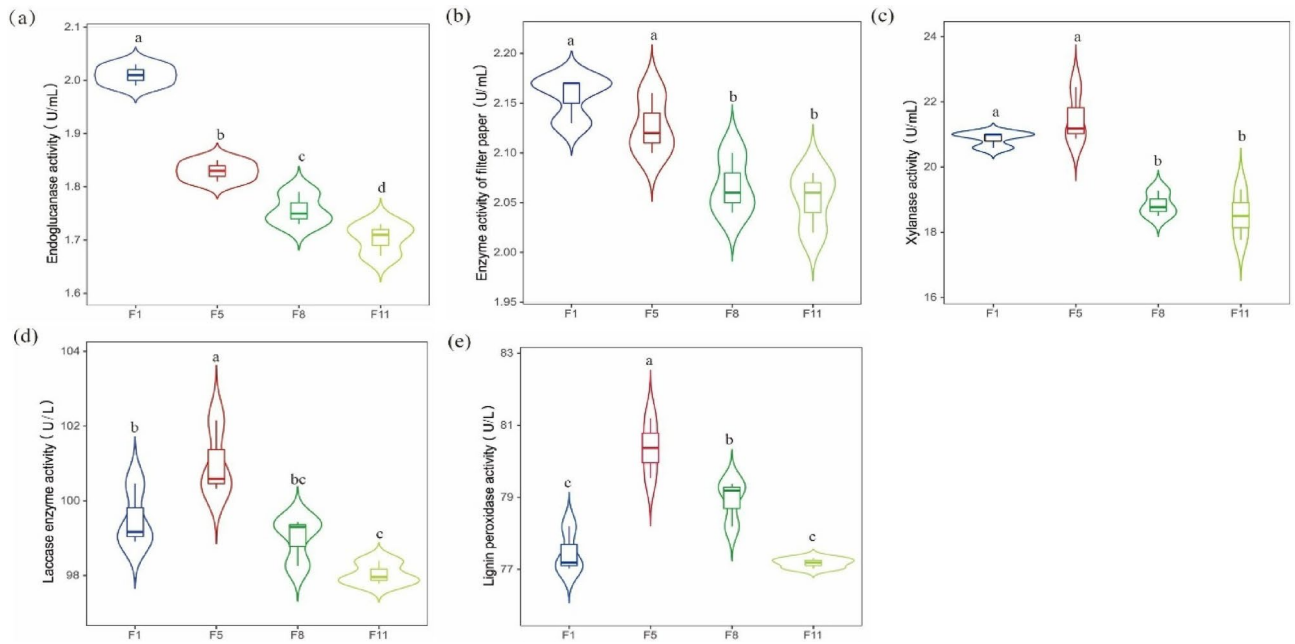 (a)
Endoglucanase activity (U/mL)
2.1
2.0
1.9
1.8
1.7
1.6
a
b
c
d
F1 F5 F8 F11
(b)
Enzyme activity of filter paper (U/mL)
2.20
2.15
2.10
2.05
2.00
1.95
a
a
b
b
F1 F5 F8 F11
(c)
Xylanase activity (U/mL)
24
22
20
18
16
a
a
b
b
F1 F5 F8 F11
(d)
Laccase enzyme activity (U/L)
104
102
100
98
b
a
bc
c
F1 F5 F8 F11
(e)
Lignin peroxidase activity (U/L)
83
81
79
77
c
a
b
c
F1 F5 F8 F11